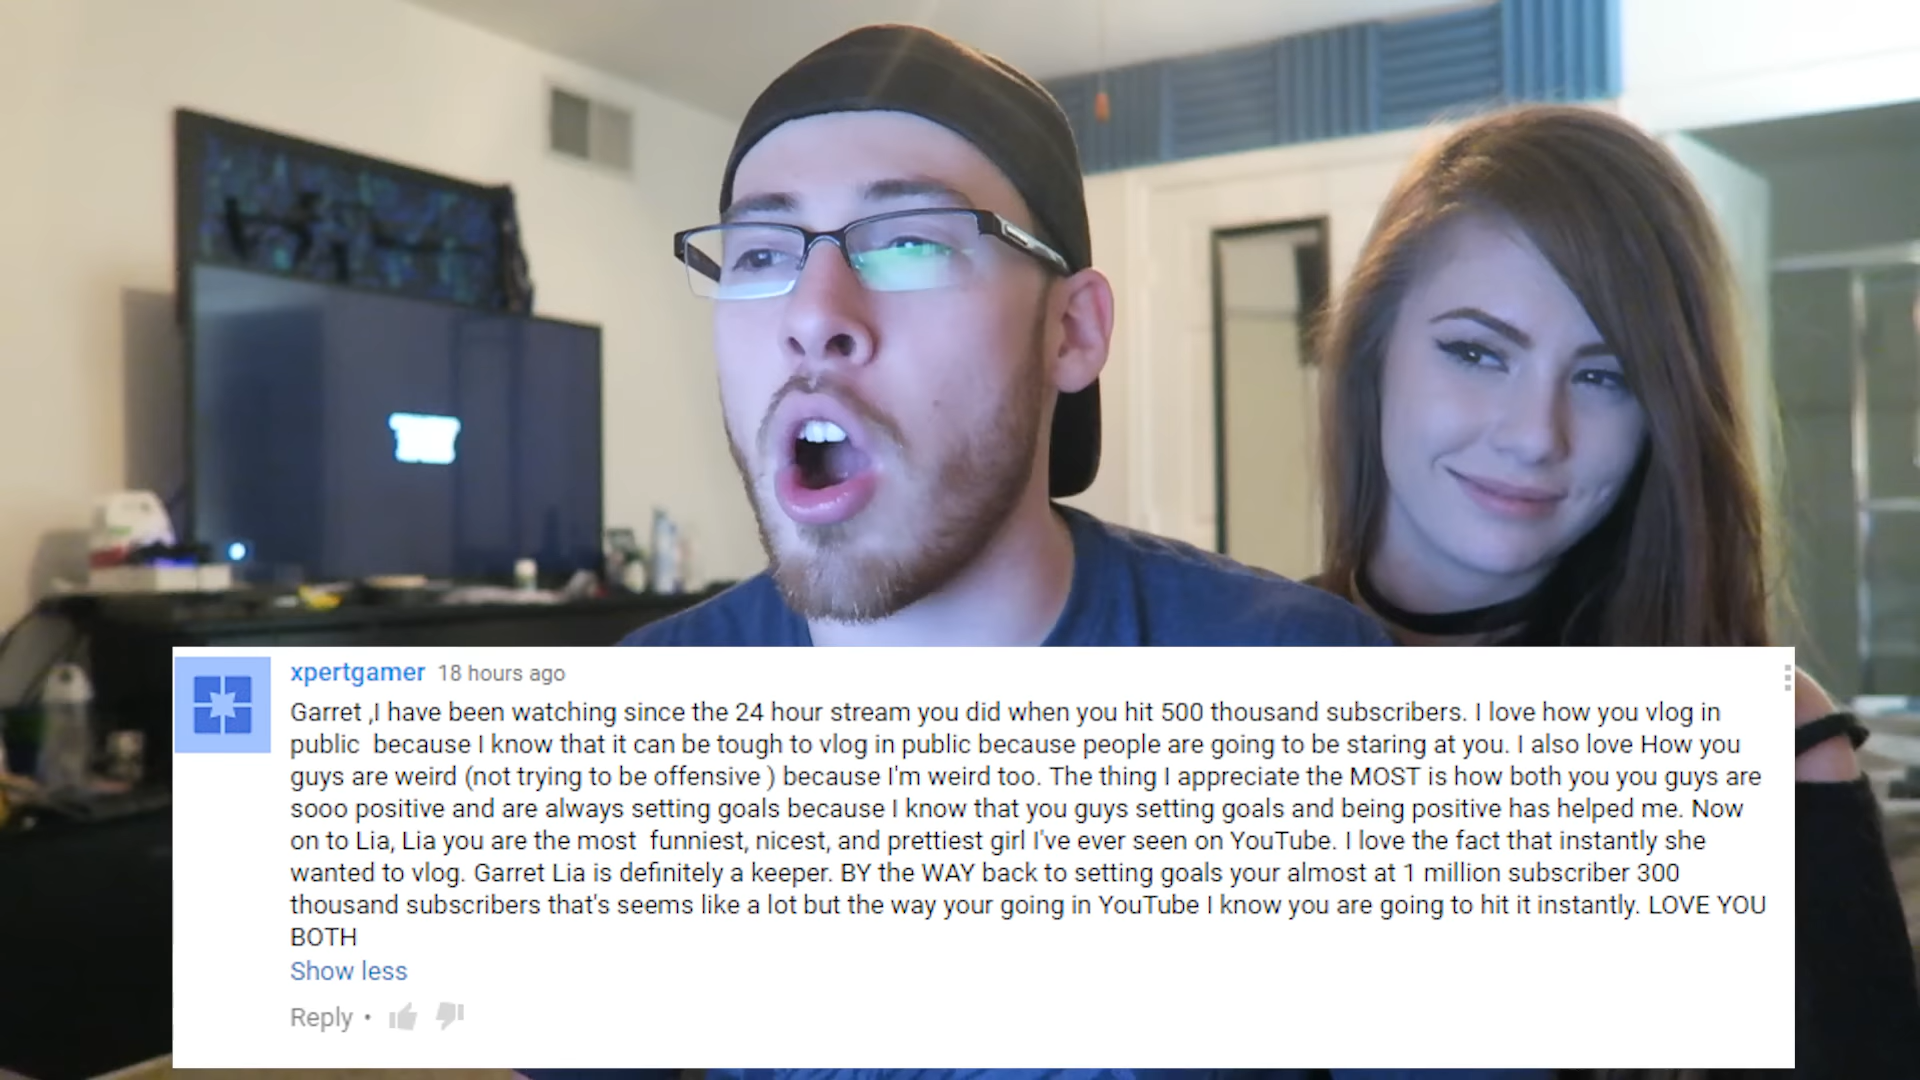 xpertgamer 18 hours ago
Garret ,I have been watching since the 24 hour stream you did when you hit 500 thousand subscribers. I love how you vlog in
public  because I know that it can be tough to vlog in public because people are going to be staring at you. I also love How you
guys are weird (not trying to be offensive ) because I'm weird too. The thing I appreciate the MOST is how both you you guys are
sooo positive and are always setting goals because I know that you guys setting goals and being positive has helped me. Now
on to Lia, Lia you are the most  funniest, nicest, and prettiest girl I've ever seen on YouTube. I love the fact that instantly she
wanted to vlog. Garret Lia is definitely a keeper. BY the WAY back to setting goals your almost at 1 million subscriber 300
thousand subscribers that's seems like a lot but the way your going in YouTube I know you are going to hit it instantly. LOVE YOU
BOTH
Show less
Reply •